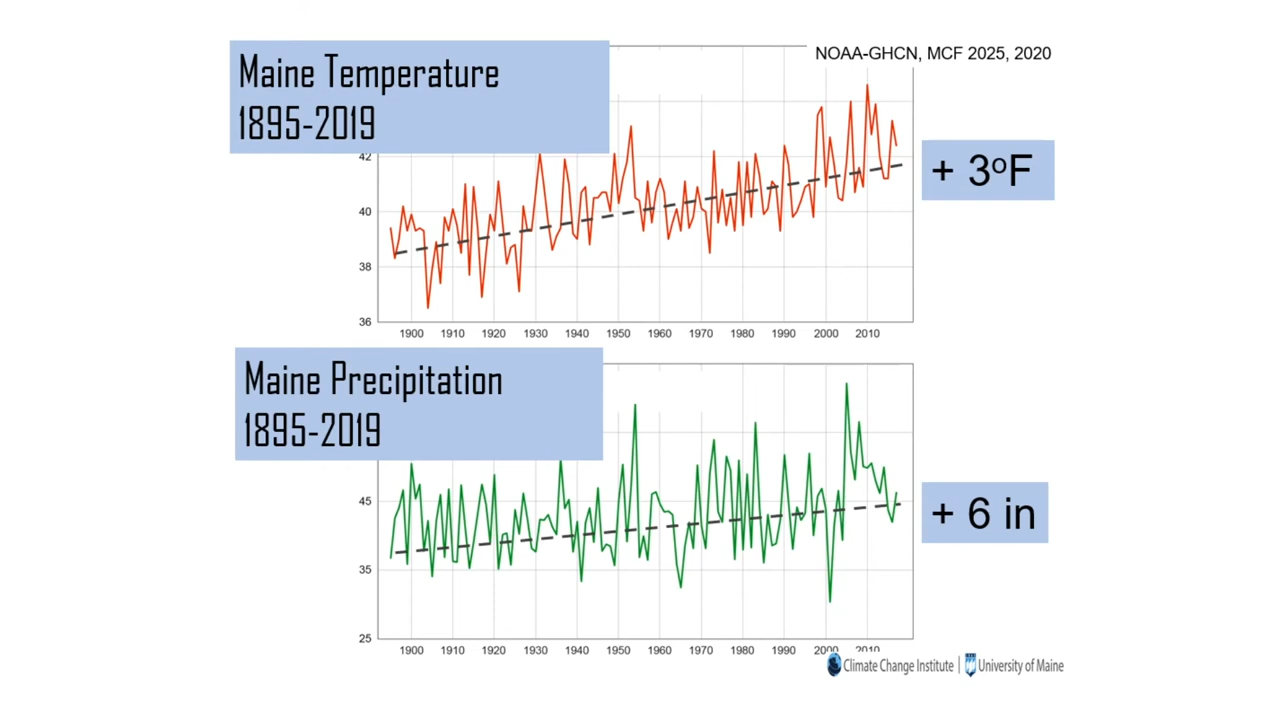 Maine Temperature
1895-2019
NOAA-GHCN, MCF 2025, 2020
42
40
38
36
+ 3ºF
1900 1910 1920 1930 1940 1950 1960 1970 1980 1990 2000 2010
Maine Precipitation
1895-2019
45
35
25
+ 6 in
1900 1910 1920 1930 1940 1950 1960 1970 1980 1990 2000 2010
Climate Change Institute | University of Maine